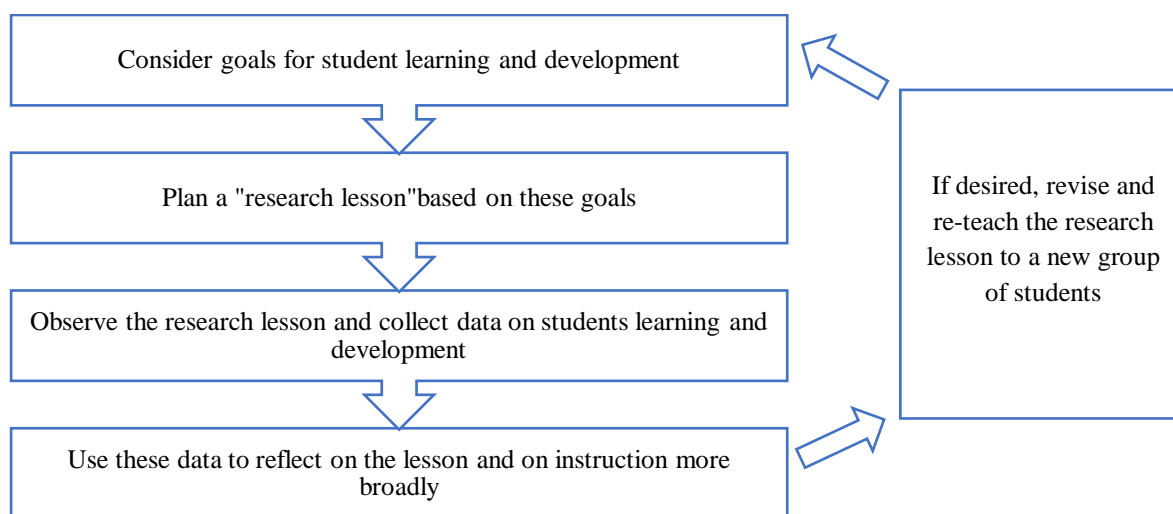 Consider goals for student learning and development
Plan a "research lesson"based on these goals
Observe the research lesson and collect data on students learning and
development
Use these data to reflect on the lesson and on instruction more
broadly
If desired, revise and
re-teach the research
lesson to a new group
of students